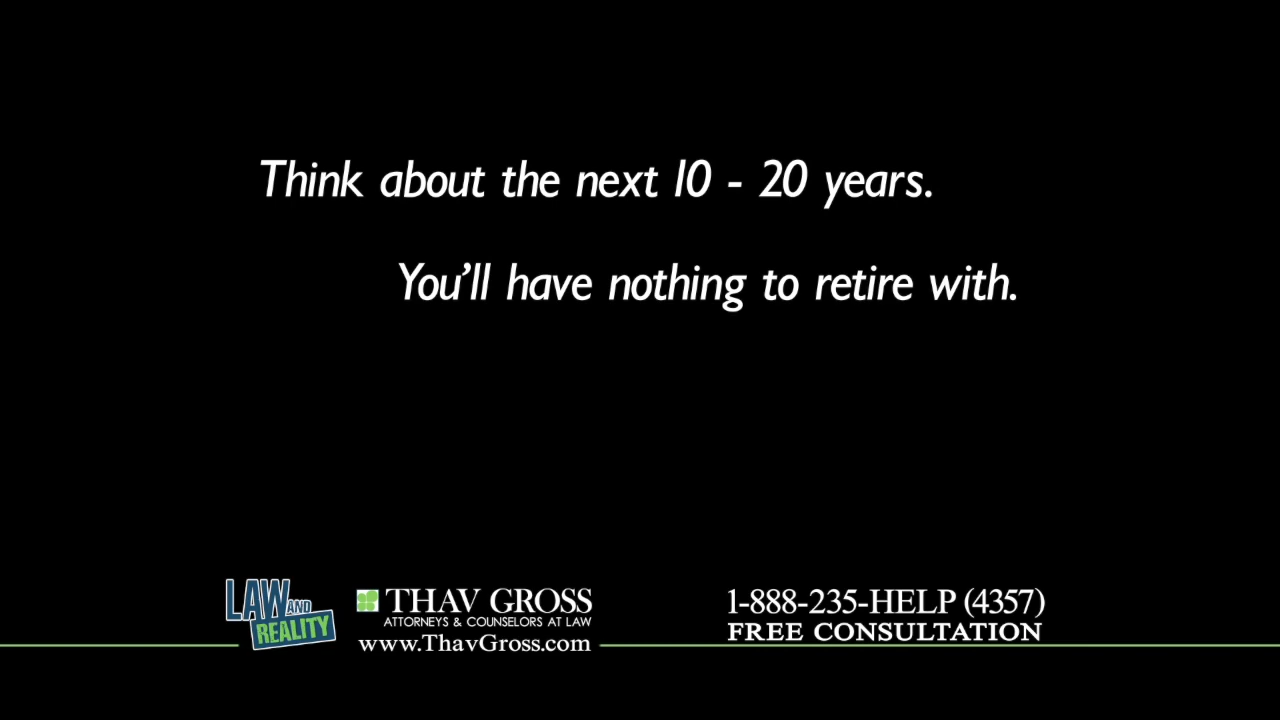 Think about the next 10 - 20 years.
You'll have nothing to retire with.
LAW AND
REALITY
THAV GROSS
ATTORNEYS & COUNSELORS AT LAW
www.ThavGross.com
1-888-235-HELP (4357)
FREE CONSULTATION